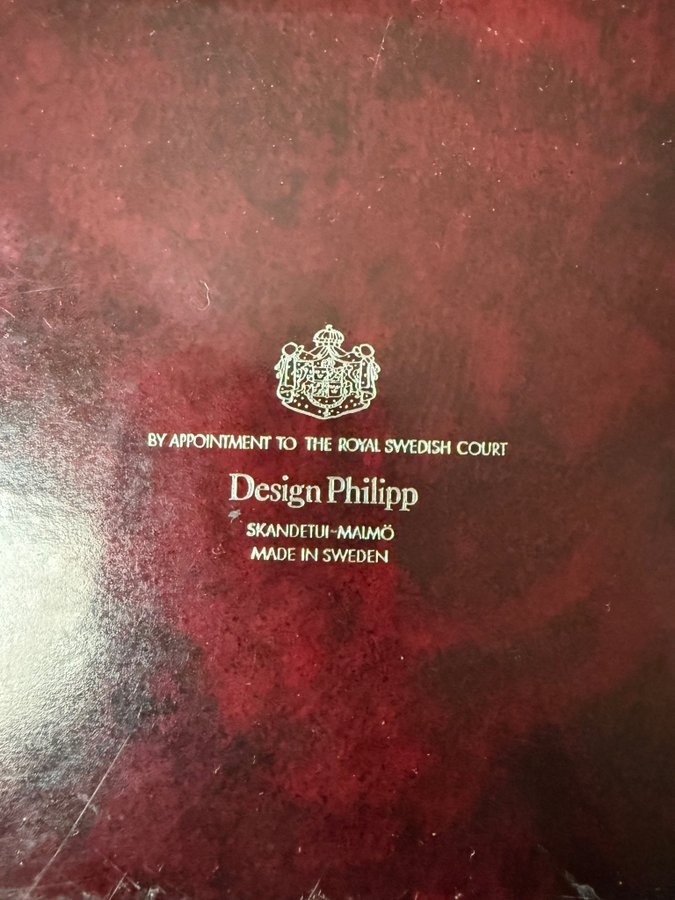 BY APPOINTMENT TO THE ROYAL SWEDISH COURT
Design Philipp
SKANDETUI-MALMÖ
MADE IN SWEDEN